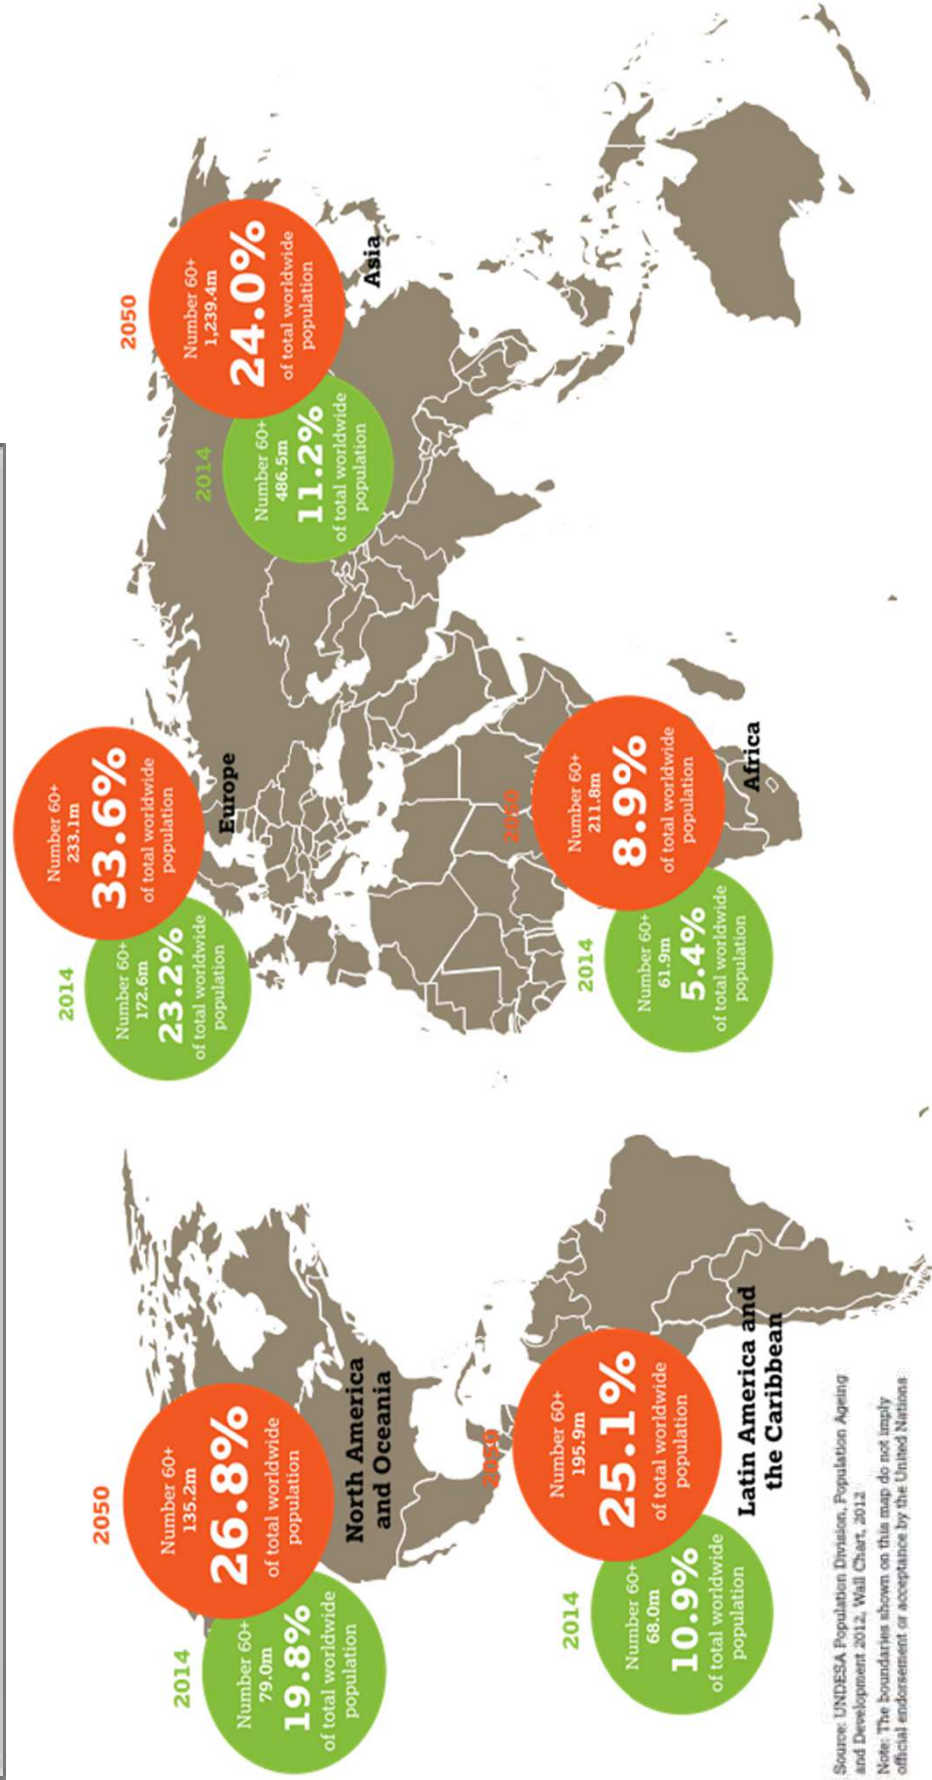 2050
Number 60+
135.2m
26.8%
of total worldwide
population
2014
Number 60+
79.0m
19.8%
of total worldwide
population
North America
and Oceania
2014
Number 60+
172.6m
23.2%
of total worldwide
population
Number 60+
233.1m
33.6%
of total worldwide
population
Europe
2050
Number 60+
1,239.4m
24.0%
of total worldwide
population
2014
Number 60+
486.5m
11.2%
of total worldwide
population
Asia
2050
Number 60+
195.9m
25.1%
of total worldwide
population
2014
Number 60+
68.0m
10.9%
of total worldwide
population
Latin America and
the Caribbean
2050
Number 60+
211.8m
8.9%
of total worldwide
population
2014
Number 60+
61.9m
5.4%
of total worldwide
population
Africa
Source: UNDESA Population Division, Population Ageing
and Development 2012, Wall Chart, 2012
Note: The boundaries shown on this map do not imply
official endorsement or acceptance by the United Nations